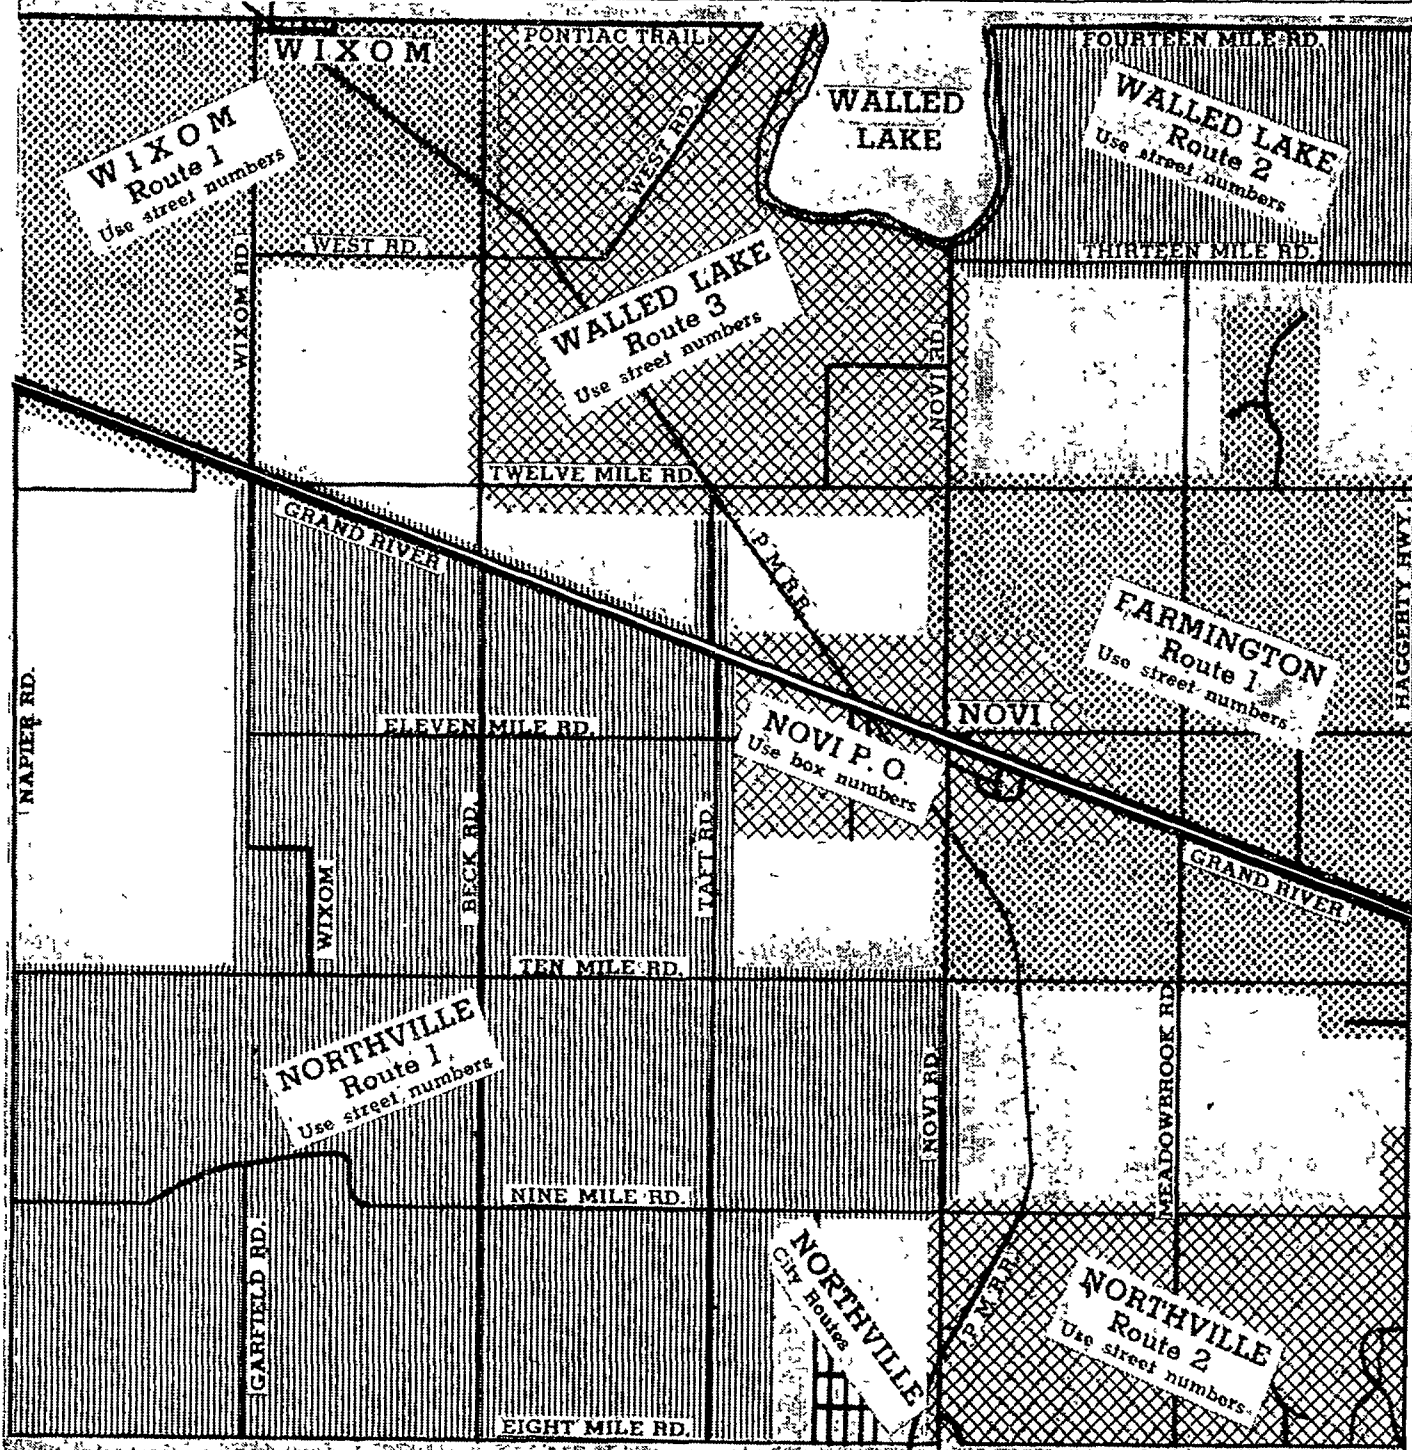 WIXOM
PONTIAC TRAIL
FOURTEEN MILE RD.
WALLED
LAKE
WIXOM
Route 1
Use street numbers
WALLED LAKE
Route 2
Use street numbers
WEST RD.
WEST RD.
THIRTEEN MILE RD.
WIXOM RD
WALLED LAKE
Route 3
Use street numbers
NOVI RD.
TWELVE MILE RD.
GRAND RIVER
P.M.R.R.
HAGGERTY HWY.
FARMINGTON
Route 1
Use street numbers
NAPIER RD.
ELEVEN MILE RD.
NOVI
NOVI P. O.
Use box numbers
BECK RD.
TAFT RD.
WIXOM
GRAND RIVER
TEN MILE RD.
NORTHVILLE
Route 1
Use street numbers
NOVI RD.
MEADOWBROOK RD.
NINE MILE RD.
GARFIELD RD.
NORTHVILLE
City Routes
P.M.R.R.
NORTHVILLE
Route 2
Use street numbers
EIGHT MILE RD.